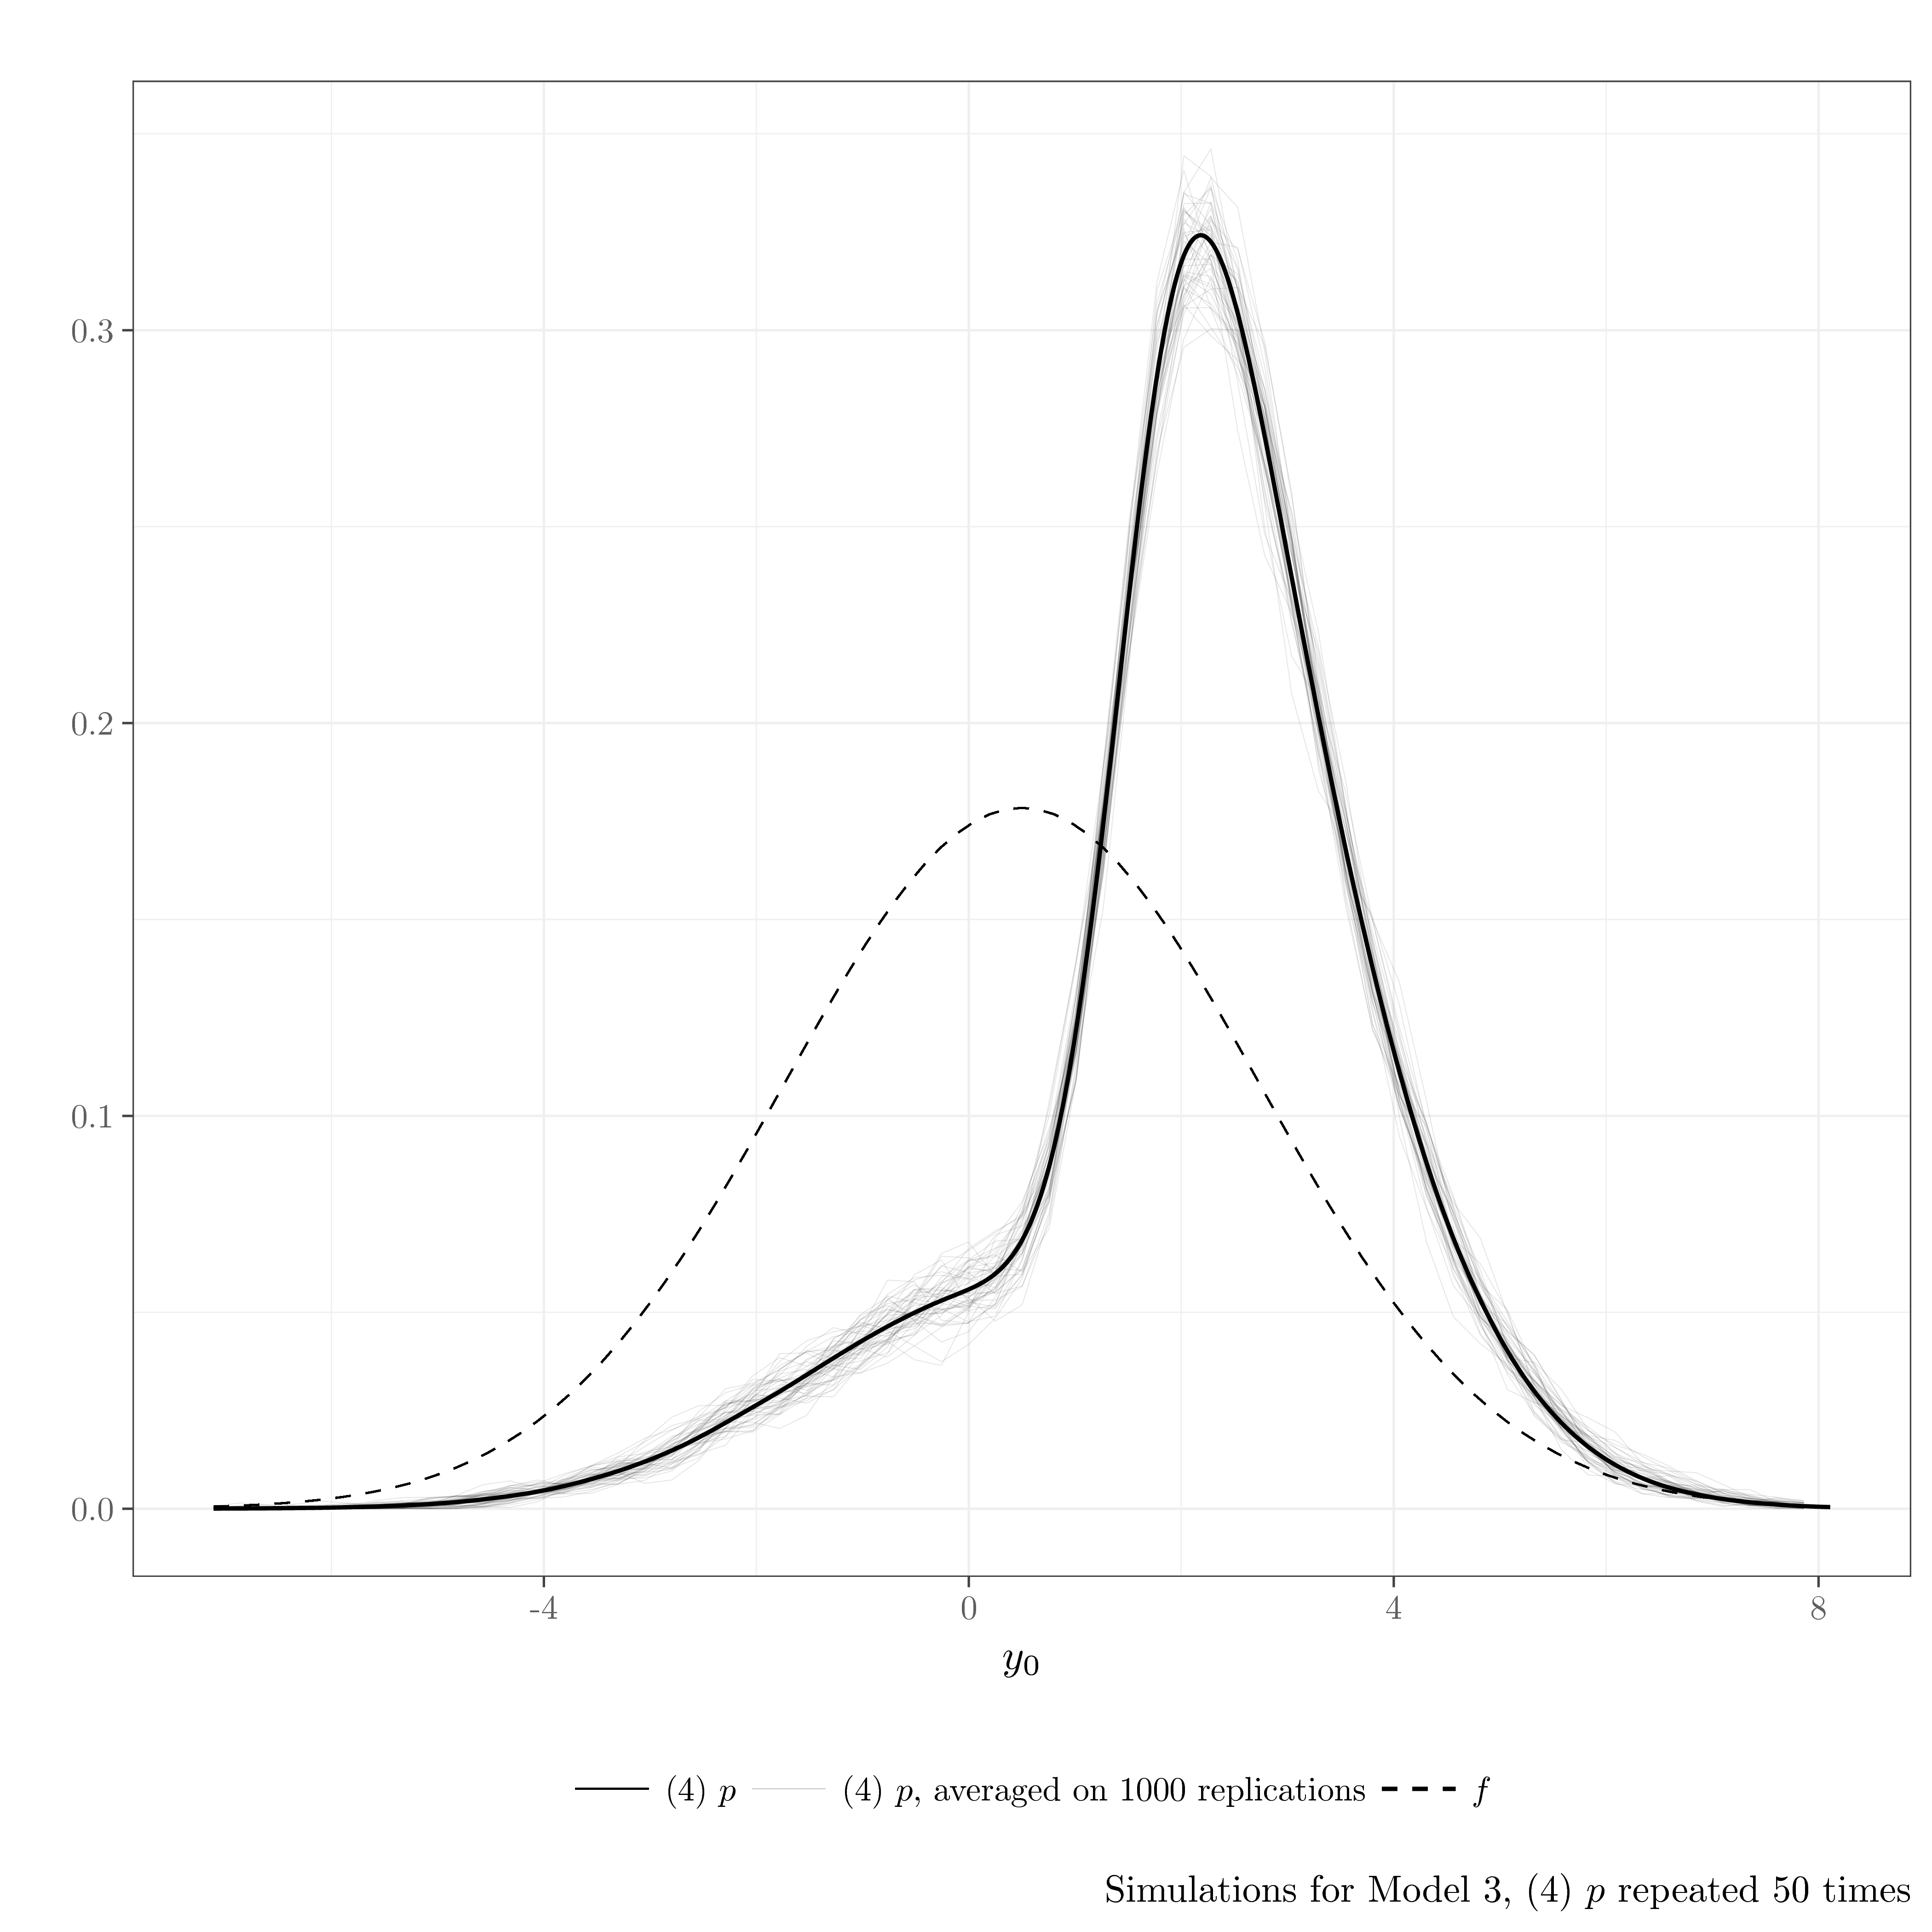 0.3
0.2
0.1
0.0
-4 0 4 8
y₀
(4) p (4) p, averaged on 1000 replications f
Simulations for Model 3, (4) p repeated 50 times